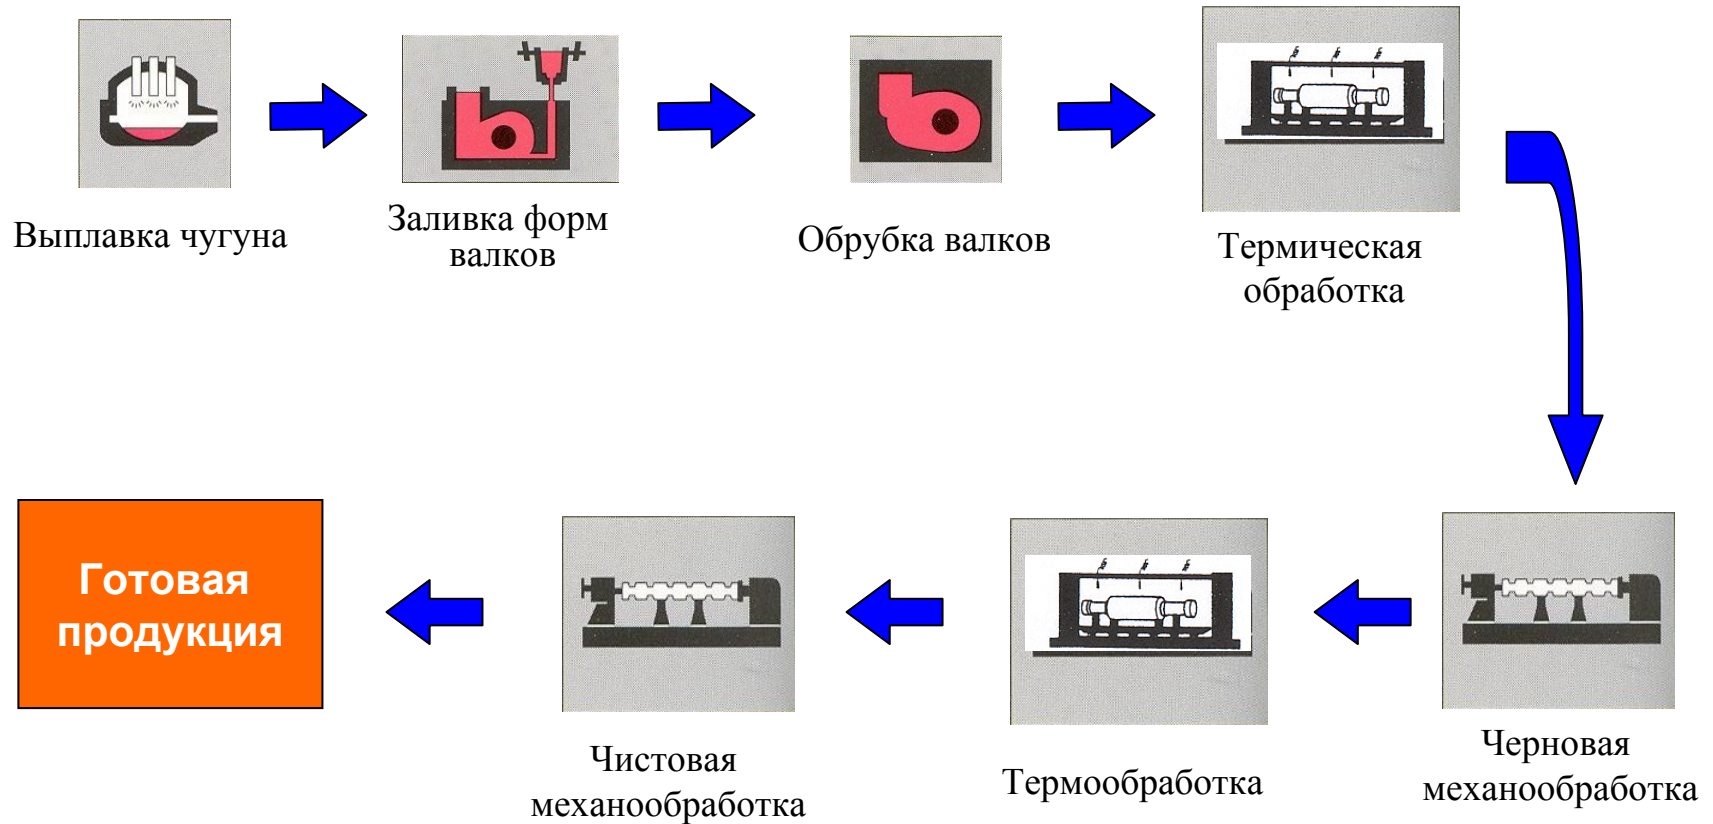 Выплавка чугуна
Заливка форм
валков
Обрубка валков
Термическая
обработка
Черновая
механообработка
Термообработка
Чистовая
механообработка
Готовая
продукция